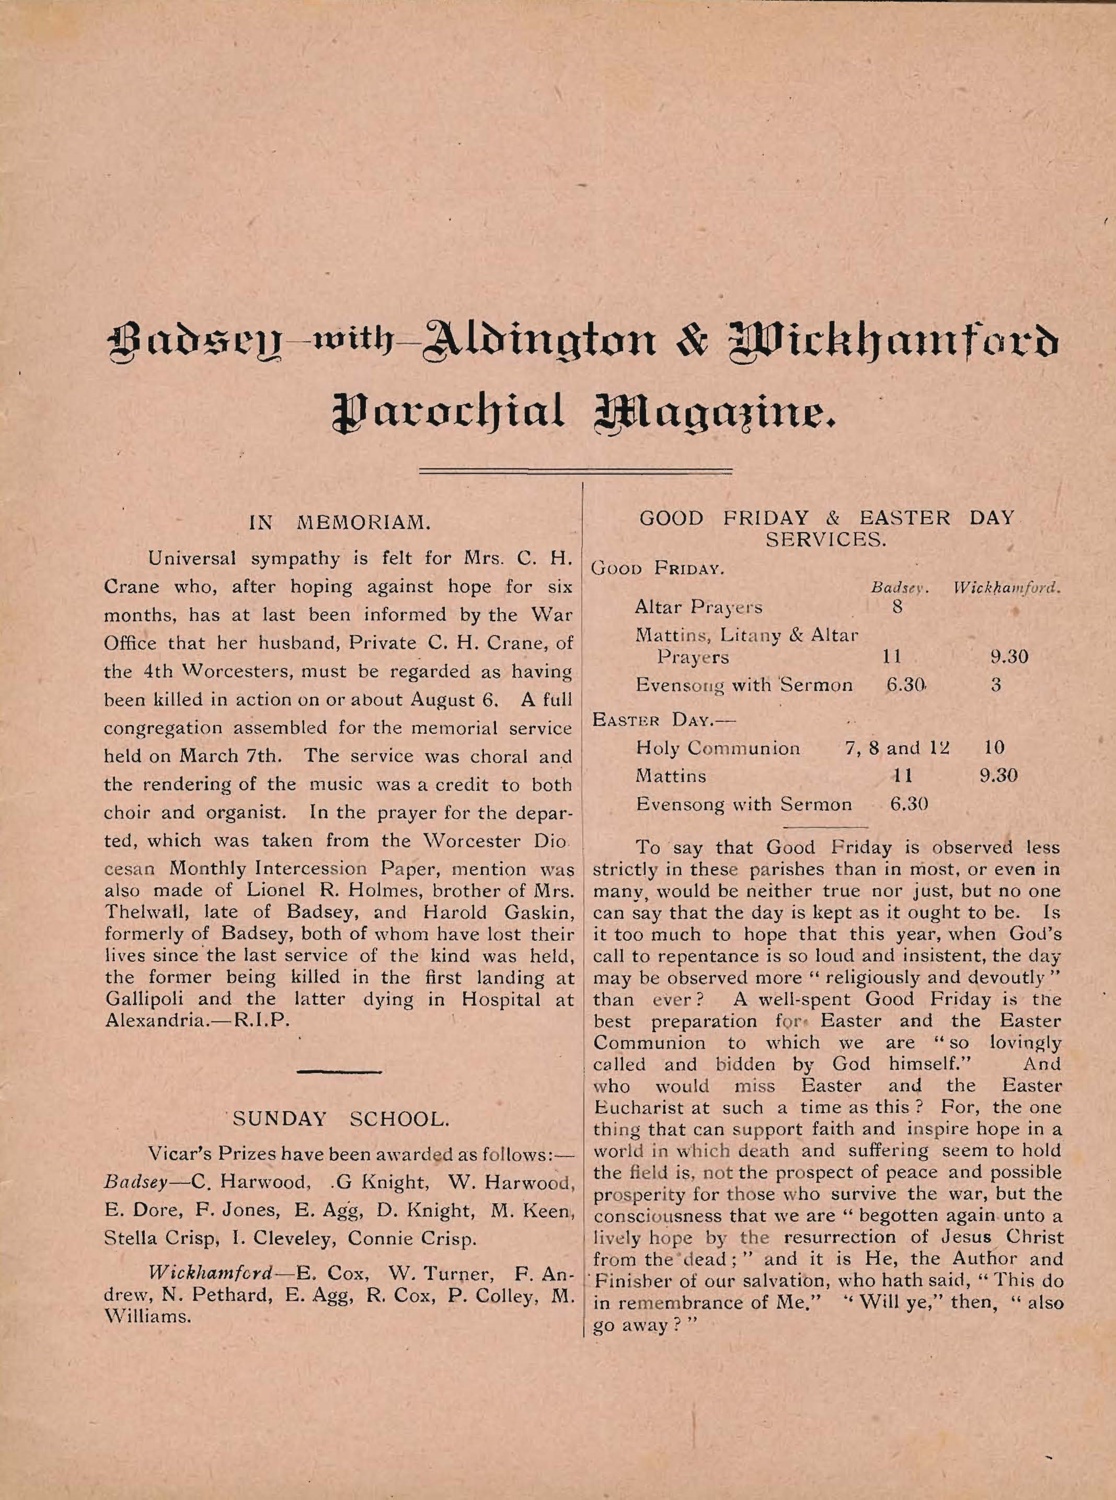 Badsey—with—Aldington & Wickhamford
Parochial Magazine.
IN MEMORIAM.
Universal sympathy is felt for Mrs. C. H.
Crane who, after hoping against hope for six
months, has at last been informed by the War
Office that her husband, Private C. H. Crane, of
the 4th Worcesters, must be regarded as having
been killed in action on or about August 6. A full
congregation assembled for the memorial service
held on March 7th. The service was choral and
the rendering of the music was a credit to both
choir and organist. In the prayer for the depar-
ted, which was taken from the Worcester Dio
cesan Monthly Intercession Paper, mention was
also made of Lionel R. Holmes, brother of Mrs.
Thelwall, late of Badsey, and Harold Gaskin,
formerly of Badsey, both of whom have lost their
lives since the last service of the kind was held,
the former being killed in the first landing at
Gallipoli and the latter dying in Hospital at
Alexandria.—R.I.P.
SUNDAY SCHOOL.
Vicar's Prizes have been awarded as follows:—
Badsey—C. Harwood, .G Knight, W. Harwood,
E. Dore, F. Jones, E. Agg, D. Knight, M. Keen,
Stella Crisp, I. Cleveley, Connie Crisp.
Wickhamford—E. Cox, W. Turner, F. An-
drew, N. Pethard, E. Agg, R. Cox, P. Colley, M.
Williams.
GOOD FRIDAY & EASTER DAY
SERVICES.
GOOD FRIDAY.
Badsey. Wickhamford.
Altar Prayers 8
Mattins, Litany & Altar
Prayers 11 9.30
Evensong with Sermon 6.30 3
EASTER DAY.—
Holy Communion 7, 8 and 12 10
Mattins 11 9.30
Evensong with Sermon 6.30
To say that Good Friday is observed less
strictly in these parishes than in most, or even in
many, would be neither true nor just, but no one
can say that the day is kept as it ought to be. Is
it too much to hope that this year, when God's
call to repentance is so loud and insistent, the day
may be observed more "religiously and devoutly"
than ever? A well-spent Good Friday is the
best preparation for Easter and the Easter
Communion to which we are "so lovingly
called and bidden by God himself." And
who would miss Easter and the Easter
Eucharist at such a time as this? For, the one
thing that can support faith and inspire hope in a
world in which death and suffering seem to hold
the field is, not the prospect of peace and possible
prosperity for those who survive the war, but the
consciousness that we are "begotten again unto a
lively hope by the resurrection of Jesus Christ
from the dead;" and it is He, the Author and
Finisher of our salvation, who hath said, "This do
in remembrance of Me." "Will ye," then, "also
go away?"